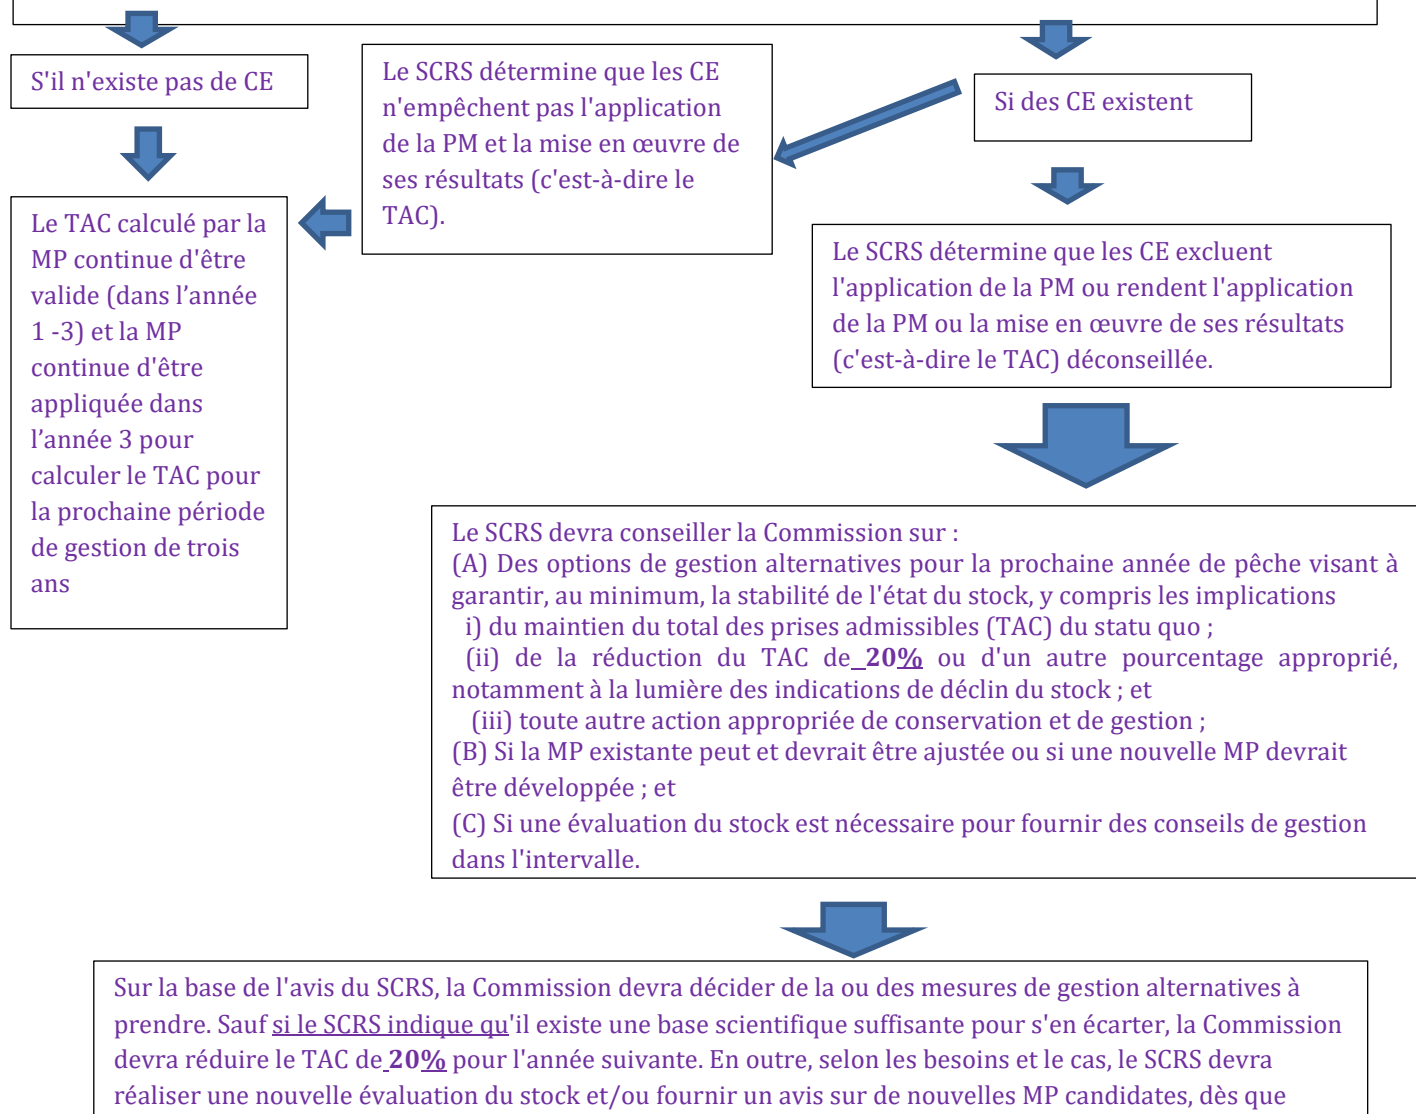 S'il n'existe pas de CE
Le SCRS détermine que les CE
n'empêchent pas l'application
de la PM et la mise en œuvre de
ses résultats (c'est-à-dire le
TAC).
Si des CE existent
Le TAC calculé par la
MP continue d'être
valide (dans l’année
1 -3) et la MP
continue d'être
appliquée dans
l’année 3 pour
calculer le TAC pour
la prochaine période
de gestion de trois
ans
Le SCRS détermine que les CE excluent
l'application de la PM ou rendent l'application
de la PM ou la mise en œuvre de ses résultats
(c'est-à-dire le TAC) déconseillée.
Le SCRS devra conseiller la Commission sur :
(A) Des options de gestion alternatives pour la prochaine année de pêche visant à
garantir, au minimum, la stabilité de l'état du stock, y compris les implications
i) du maintien du total des prises admissibles (TAC) du statu quo ;
(ii) de la réduction du TAC de 20% ou d'un autre pourcentage approprié,
notamment à la lumière des indications de déclin du stock ; et
(iii) toute autre action appropriée de conservation et de gestion ;
(B) Si la MP existante peut et devrait être ajustée ou si une nouvelle MP devrait
être développée ; et
(C) Si une évaluation du stock est nécessaire pour fournir des conseils de gestion
dans l'intervalle.
Sur la base de l'avis du SCRS, la Commission devra décider de la ou des mesures de gestion alternatives à
prendre. Sauf si le SCRS indique qu'il existe une base scientifique suffisante pour s'en écarter, la Commission
devra réduire le TAC de 20% pour l'année suivante. En outre, selon les besoins et le cas, le SCRS devra
réaliser une nouvelle évaluation du stock et/ou fournir un avis sur de nouvelles MP candidates, dès que